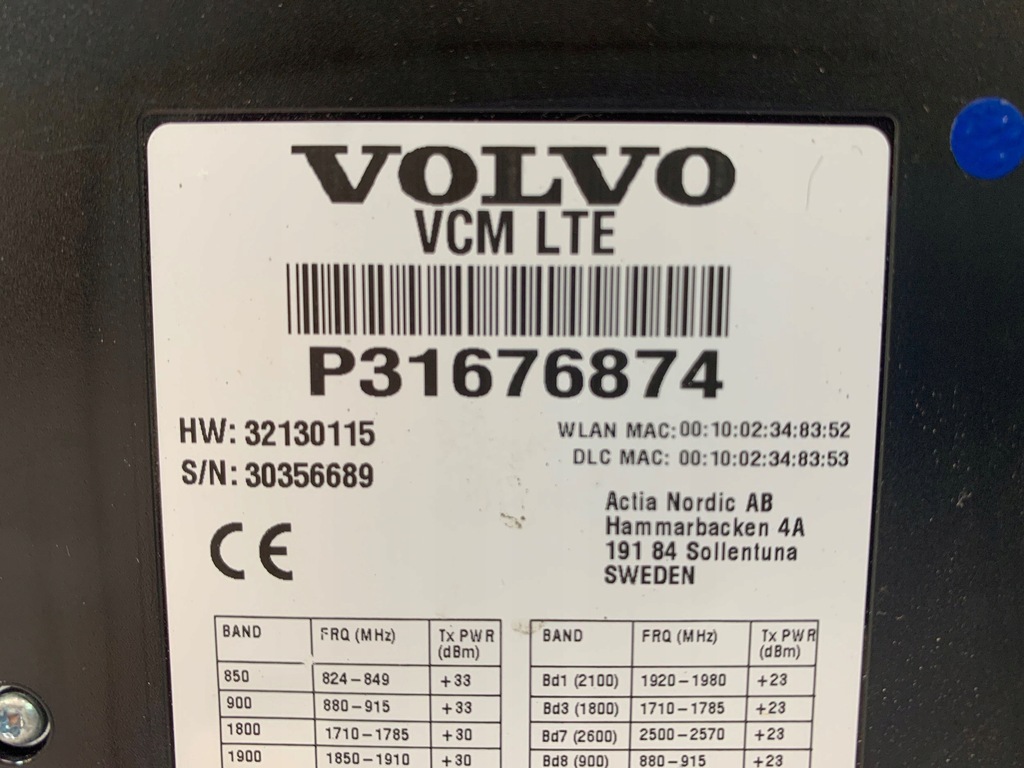 VOLVO
VCM LTE
P31676874
HW: 32130115
S/N: 30356689
WLAN MAC: 00:10:02:34:83:52
DLC MAC: 00:10:02:34:83:53
Actia Nordic AB
Hammarbacken 4A
191 84 Sollentuna
SWEDEN
CE
BAND FRQ (MHz) Tx PWR (dBm)
850 824-849 +33
900 880-915 +33
1800 1710-1785 +30
1900 1850-1910 +30
BAND FRQ (MHz) Tx PWR (dBm)
Bd1 (2100) 1920-1980 +23
Bd3 (1800) 1710-1785 +23
Bd7 (2600) 2500-2570 +23
Bd8 (900) 880-915 +23